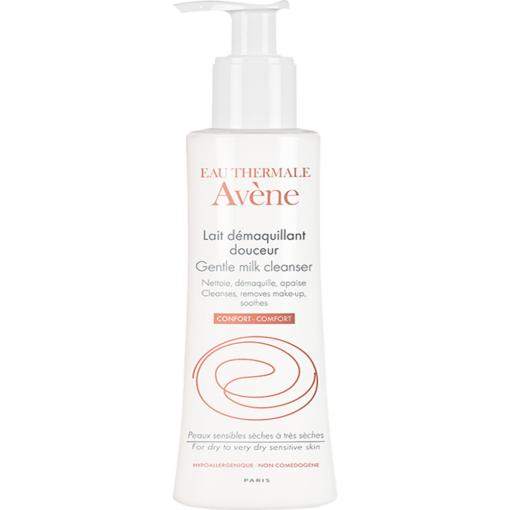 EAU THERMALE
Avène
Lait démaquillant
douceur
Gentle milk cleanser
Nettoie, démaquille, apaise
Cleanses, removes make-up,
soothes
CONFORT - COMFORT
Peaux sensibles sèches à très sèches
For dry to very dry sensitive skin
HYPOALLERGENIQUE - NON COMEDOGENE
PARIS